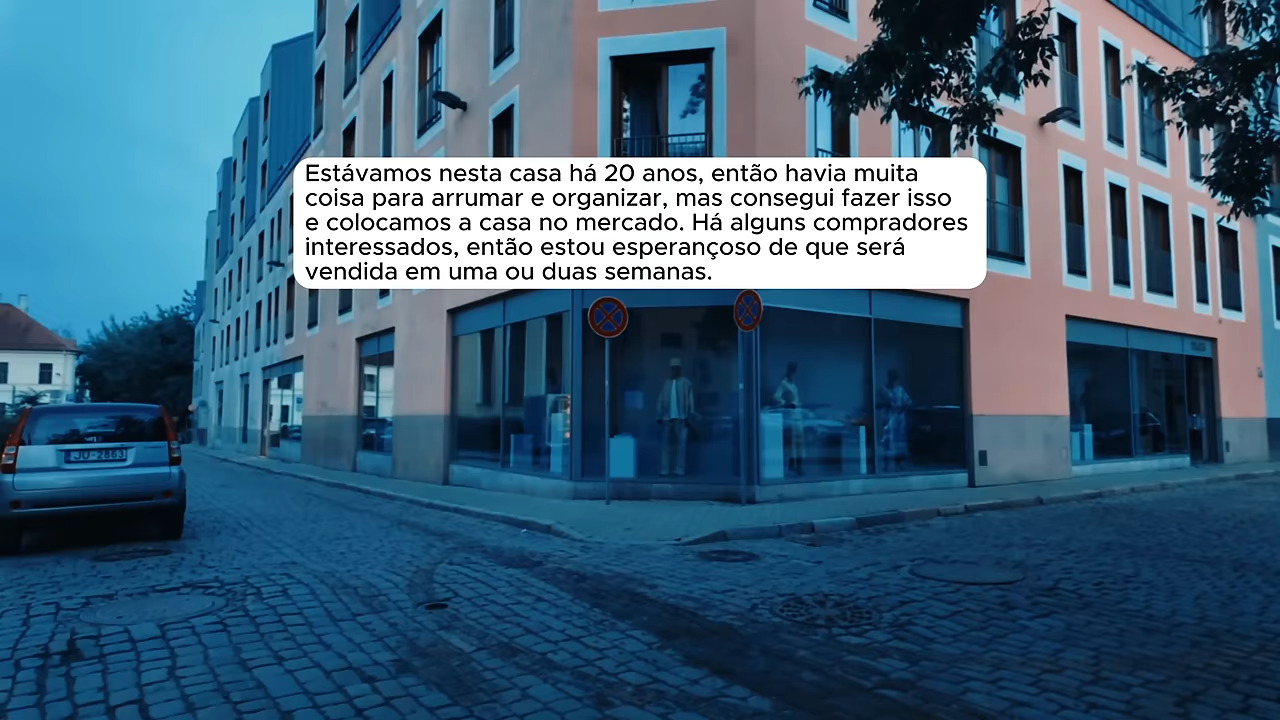 Estávamos nesta casa há 20 anos, então havia muita
coisa para arrumar e organizar, mas consegui fazer isso
e colocamos a casa no mercado. Há alguns compradores
interessados, então estou esperançoso de que será
vendida em uma ou duas semanas.
JU-2863